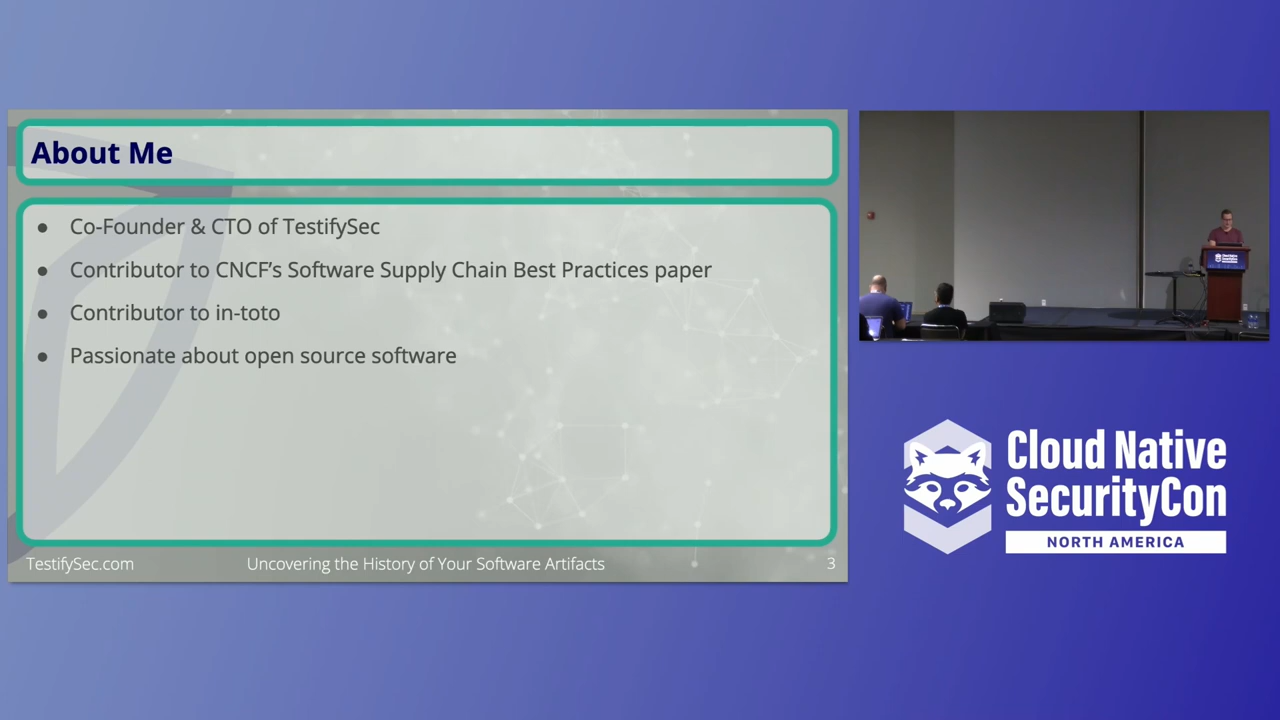 About Me
● Co-Founder & CTO of TestifySec
● Contributor to CNCF’s Software Supply Chain Best Practices paper
● Contributor to in-toto
● Passionate about open source software
TestifySec.com
Uncovering the History of Your Software Artifacts
3
Cloud Native
SecurityCon
NORTH AMERICA